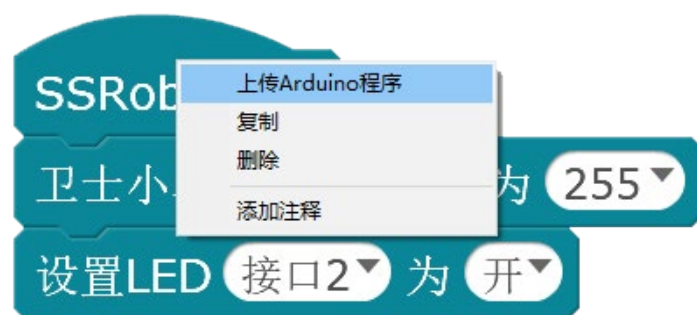 SSRob
上传Arduino程序
复制
删除
添加注释
卫士小
为 255
设置LED 接口2 为 开